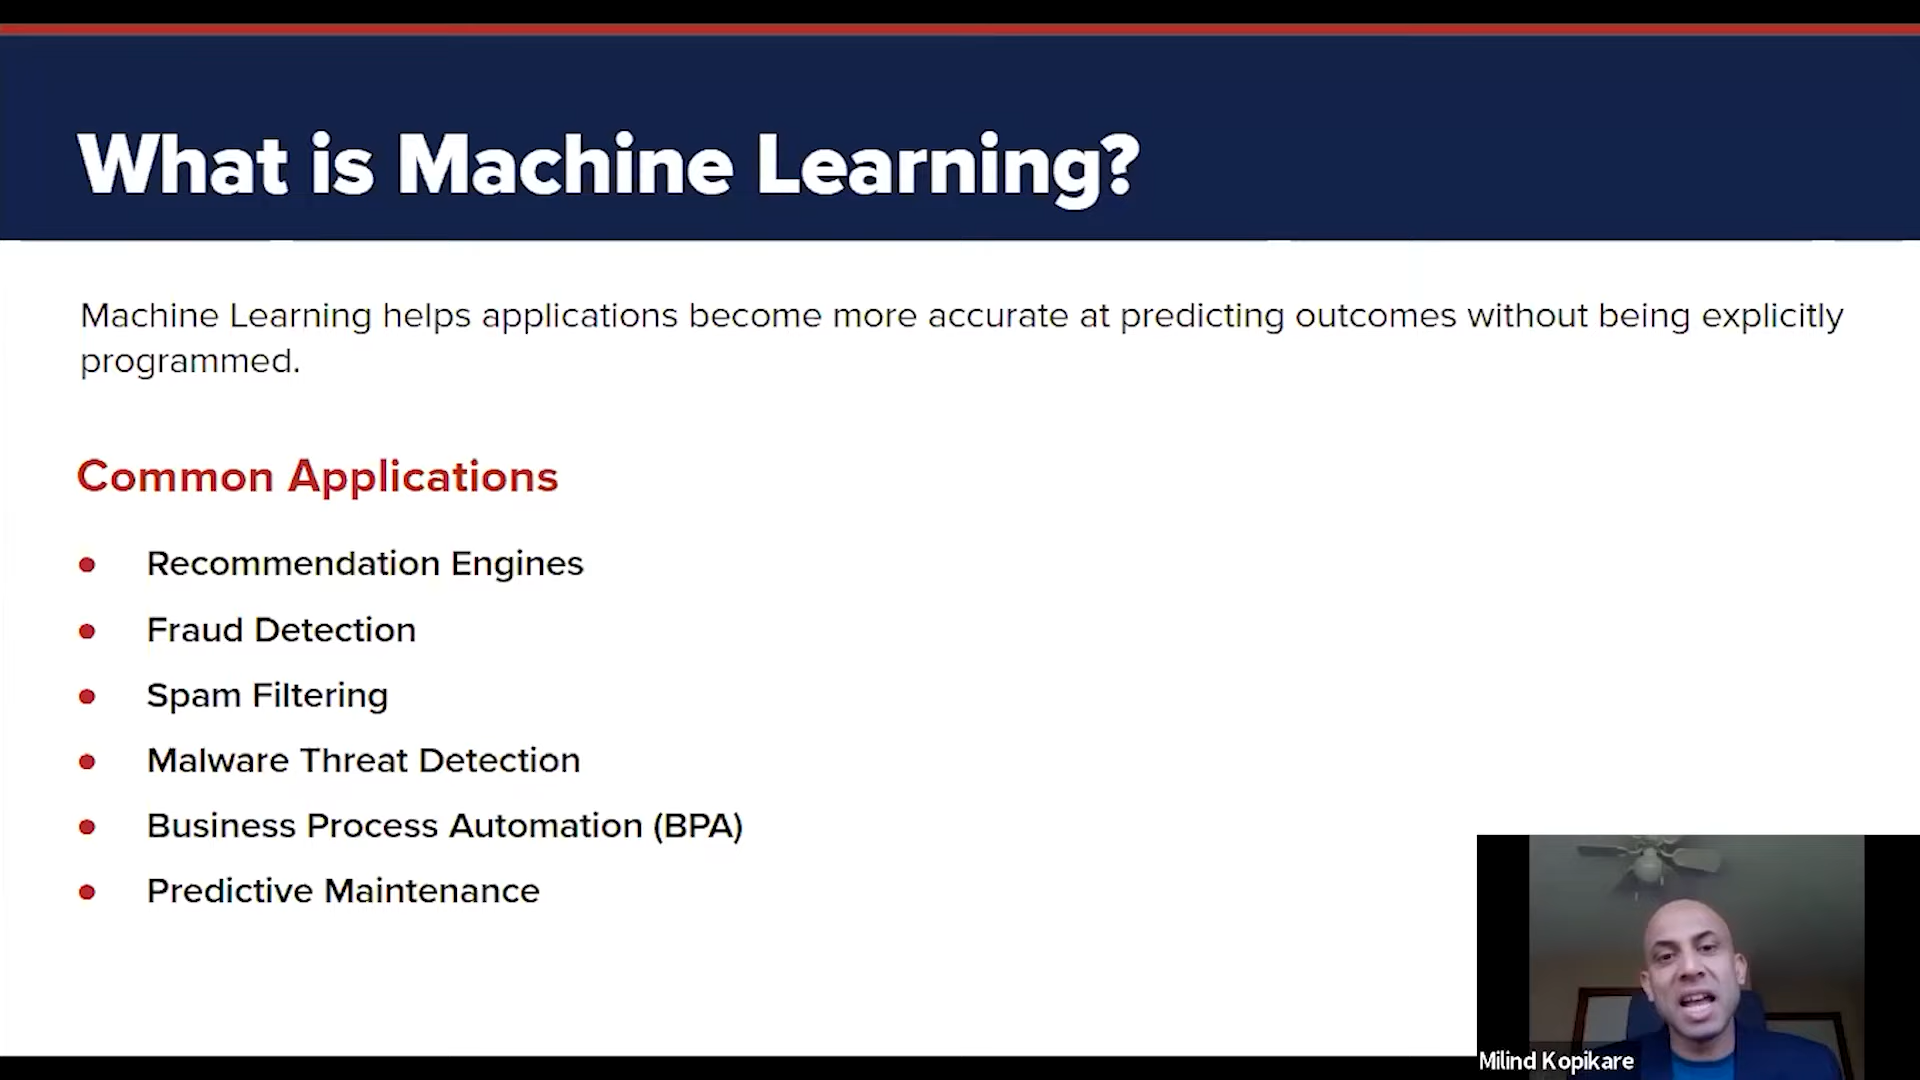 What is Machine Learning?
Machine Learning helps applications become more accurate at predicting outcomes without being explicitly
programmed.
Common Applications
• Recommendation Engines
• Fraud Detection
• Spam Filtering
• Malware Threat Detection
• Business Process Automation (BPA)
• Predictive Maintenance
Milind Kopikare